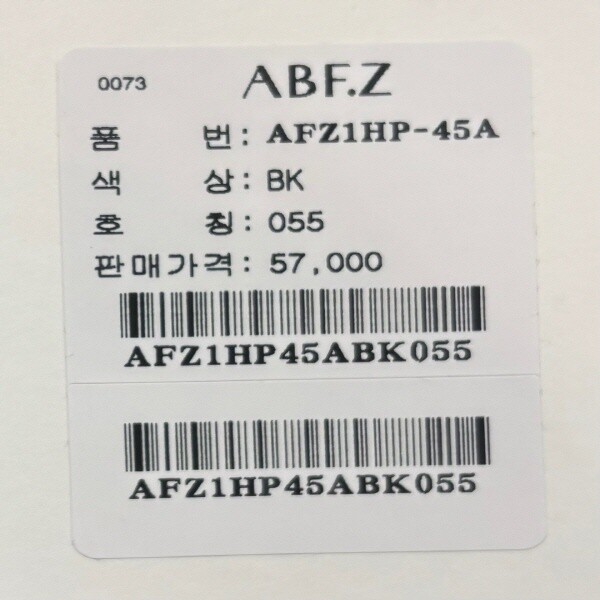 0073 ABF.Z
품 번: AFZ1HP-45A
색 상: BK
호 칭: 055
판매가격: 57,000
AFZ1HP45ABK055
AFZ1HP45ABK055